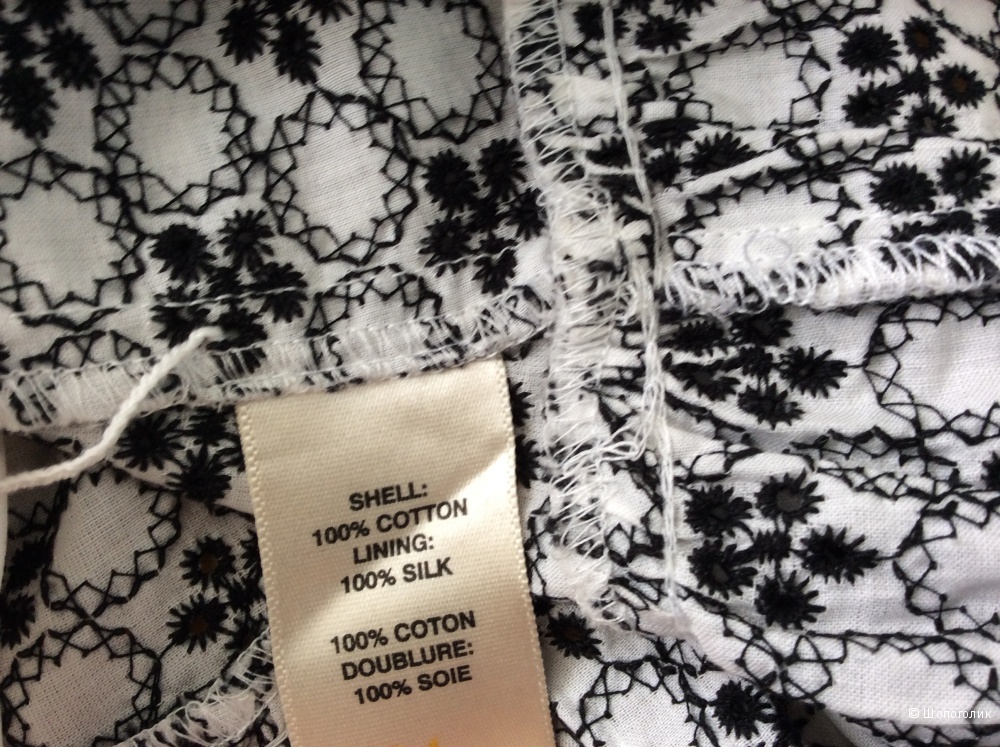 SHELL:
100% COTTON
LINING:
100% SILK
100% COTON
DOUBLURE:
100% SOIE
© Шопоголик